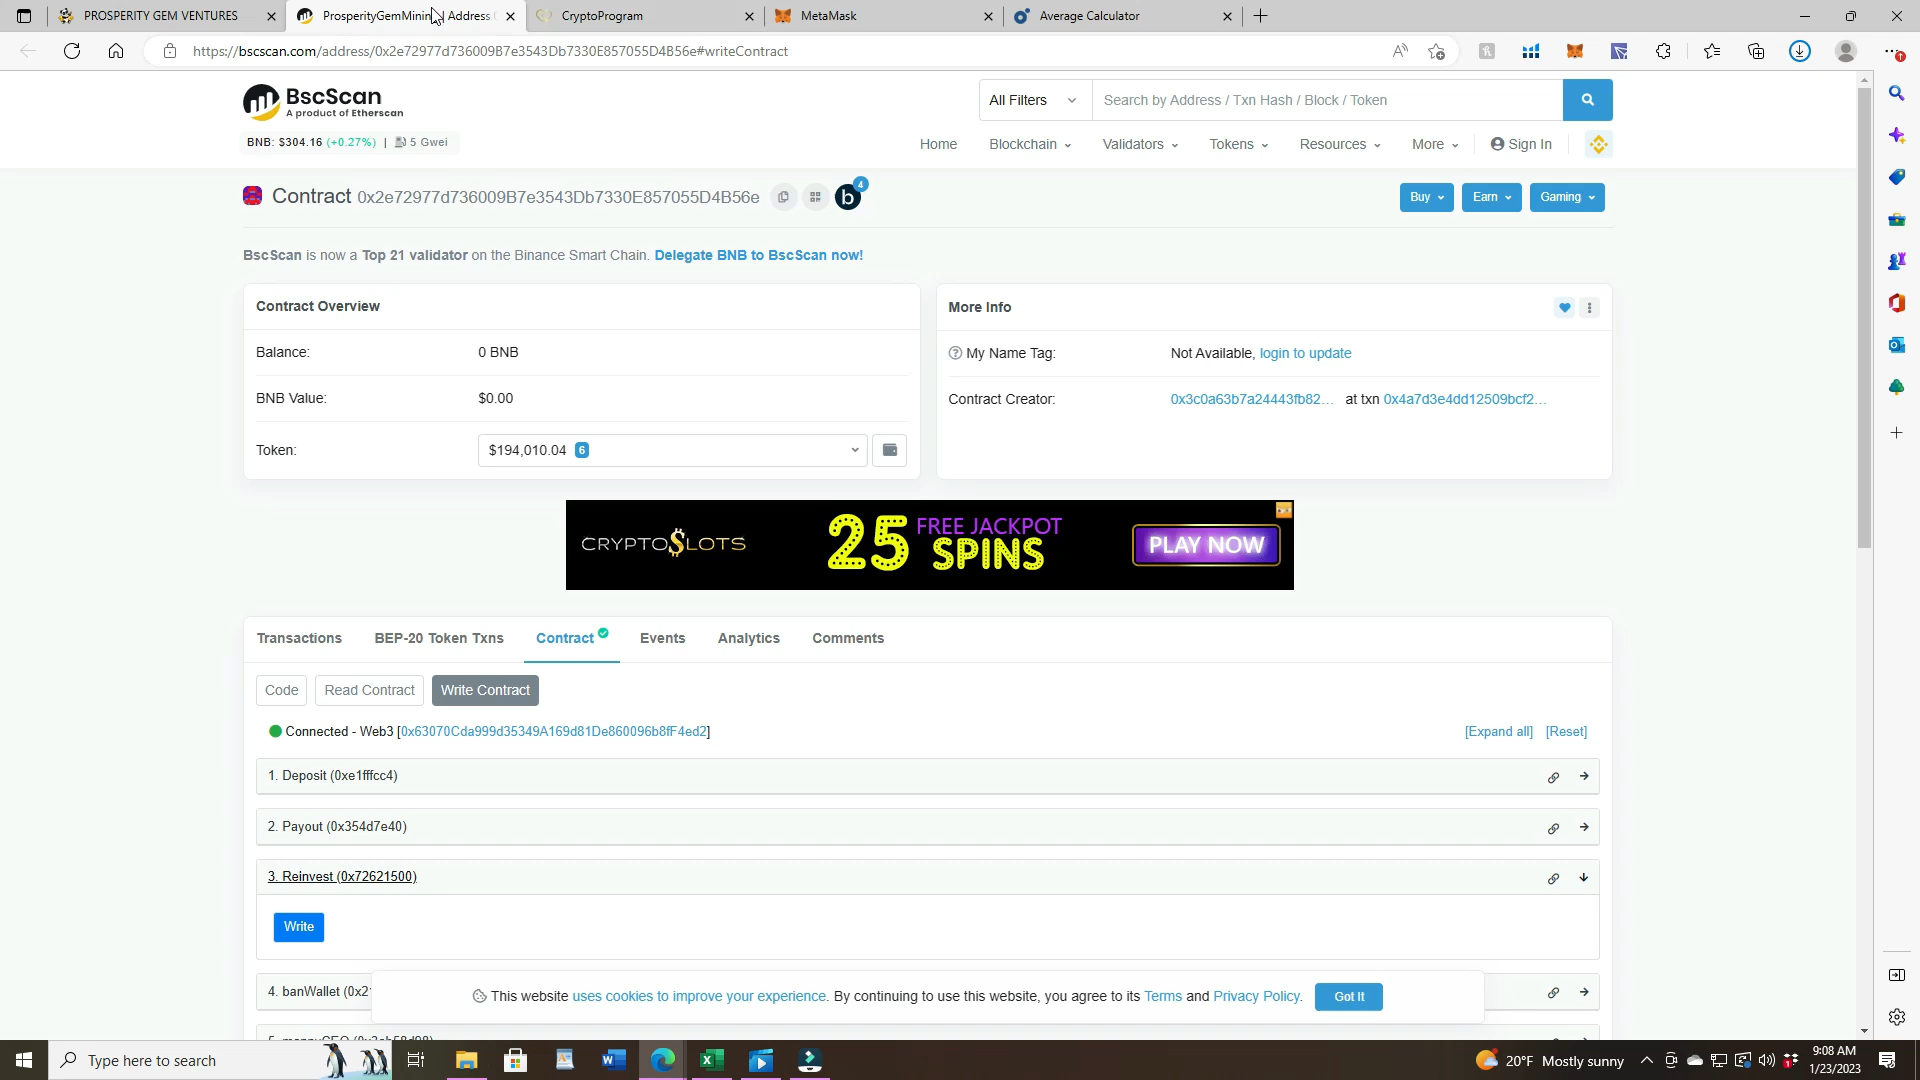 PROSPERITY GEM VENTURES
ProsperityGemMining | Address
CryptoProgram
MetaMask
Average Calculator
https://bscscan.com/address/0x2e72977d736009B7e3543Db7330E857055D4B56e#writeContract
BscScan
A product of Etherscan
All Filters
Search by Address / Txn Hash / Block / Token
BNB: $304.16 (+0.27%) | 5 Gwei
Home
Blockchain
Validators
Tokens
Resources
More
Sign In
Contract 0x2e72977d736009B7e3543Db7330E857055D4B56e
b
4
Buy
Earn
Gaming
BscScan is now a Top 21 validator on the Binance Smart Chain. Delegate BNB to BscScan now!
Contract Overview
Balance: 0 BNB
BNB Value: $0.00
Token: $194,010.04 6
More Info
My Name Tag: Not Available, login to update
Contract Creator: 0x3c0a63b7a24443fb82... at txn 0x4a7d3e4dd12509bcf2...
CRYPTO$LOTS
25 FREE JACKPOT SPINS
PLAY NOW
Transactions
BEP-20 Token Txns
Contract
Events
Analytics
Comments
Code
Read Contract
Write Contract
Connected - Web3 [0x63070Cda999d35349A169d81De860096b8fF4ed2]
[Expand all] [Reset]
1. Deposit (0xe1fffcc4)
2. Payout (0x354d7e40)
3. Reinvest (0x72621500)
Write
4. banWallet (0x2
This website uses cookies to improve your experience. By continuing to use this website, you agree to its Terms and Privacy Policy.
Got It
Type here to search
20°F Mostly sunny
9:08 AM
1/23/2023